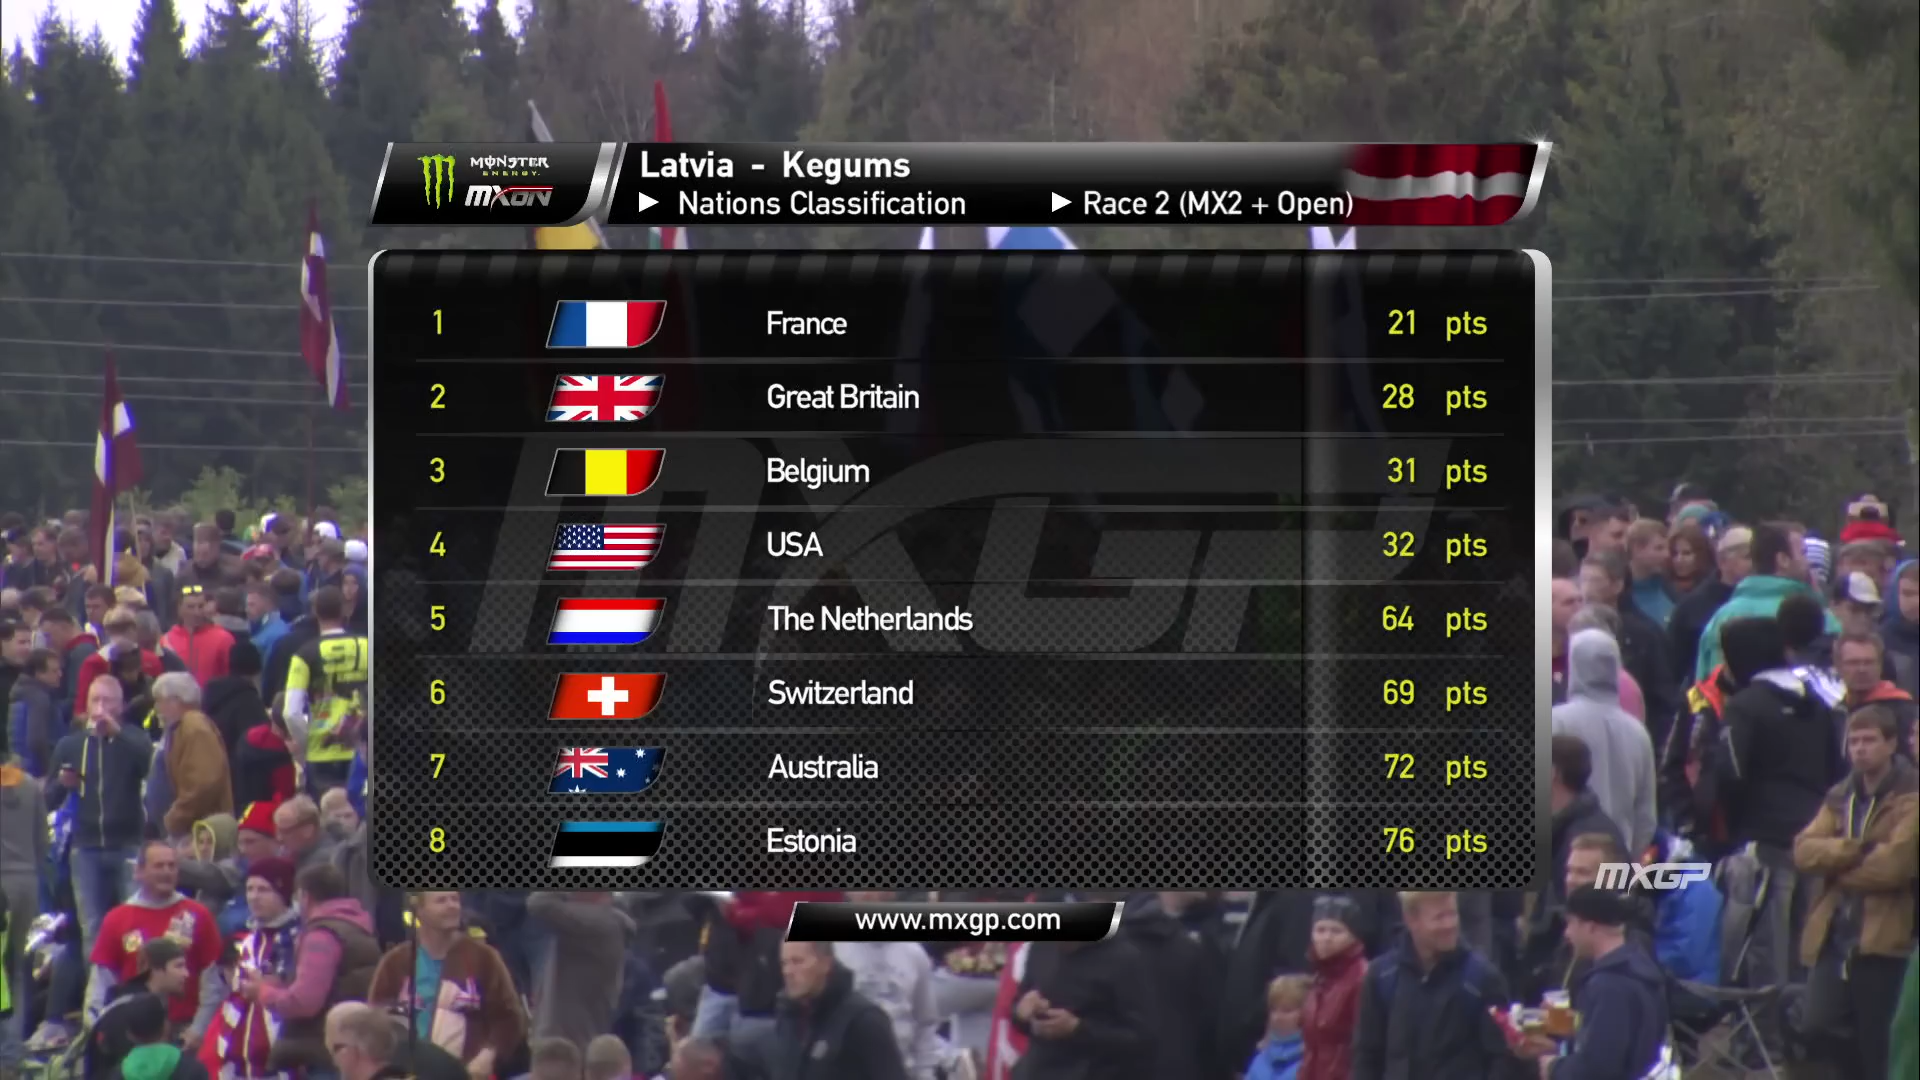 MONSTER
ENERGY
MXON
Latvia - Kegums
Nations Classification Race 2 (MX2 + Open)
1 France 21 pts
2 Great Britain 28 pts
3 Belgium 31 pts
4 USA 32 pts
5 The Netherlands 64 pts
6 Switzerland 69 pts
7 Australia 72 pts
8 Estonia 76 pts
MXGP
MXGP
www.mxgp.com
91